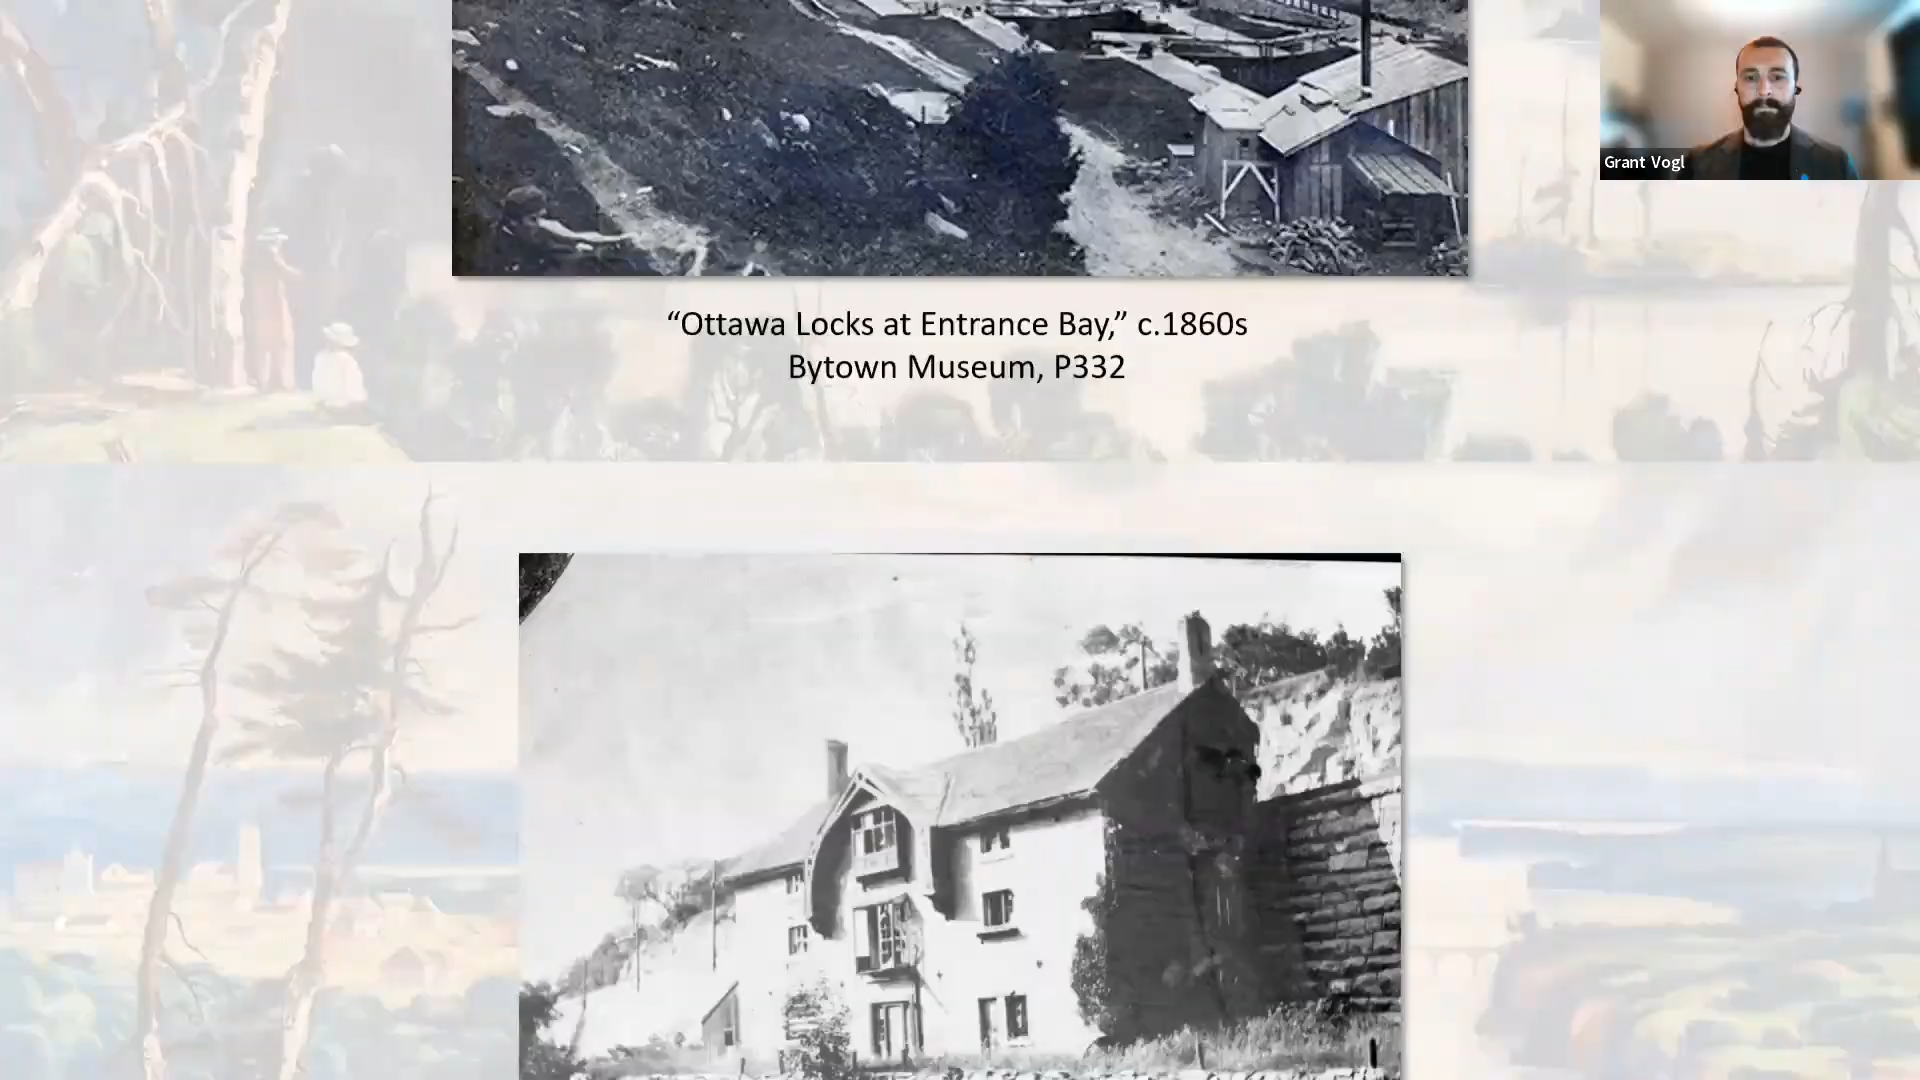 Grant Vogl
“Ottawa Locks at Entrance Bay,” c.1860s
Bytown Museum, P332